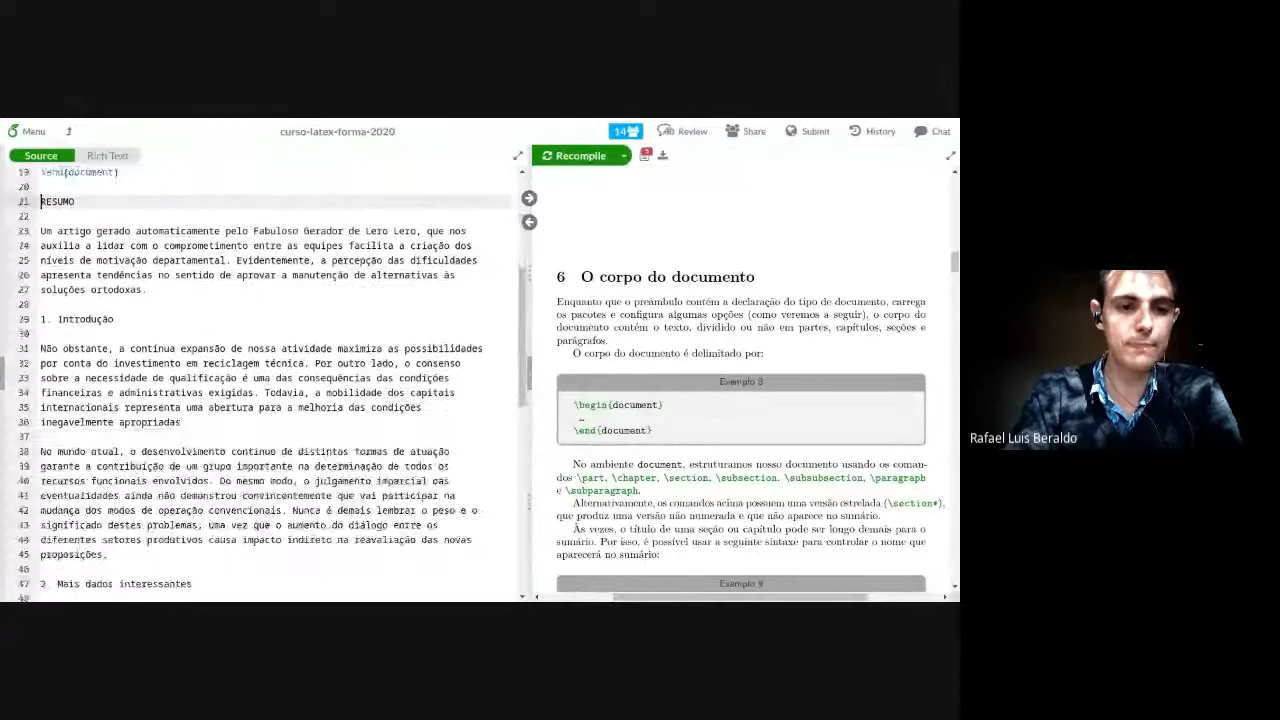 Menu
curso-latex-forma-2020
14
Review
Share
Submit
History
Chat
Source
Rich Text
Recompile
3
19 \end{document}
20
21 RESUMO
22
23 Um artigo gerado automaticamente pelo Fabuloso Gerador de Lero Lero, que nos
24 auxilia a lidar com o comprometimento entre as equipes facilita a criação dos
25 níveis de motivação departamental. Evidentemente, a percepção das dificuldades
26 apresenta tendências no sentido de aprovar a manutenção de alternativas às
27 soluções ortodoxas.
28
29 1. Introdução
30
31 Não obstante, a contínua expansão de nossa atividade maximiza as possibilidades
32 por conta do investimento em reciclagem técnica. Por outro lado, o consenso
33 sobre a necessidade de qualificação é uma das consequências das condições
34 financeiras e administrativas exigidas. Todavia, a mobilidade dos capitais
35 internacionais representa uma abertura para a melhoria das condições
36 inegavelmente apropriadas
37
38 No mundo atual, o desenvolvimento contínuo de distintas formas de atuação
39 garante a contribuição de um grupo importante na determinação de todos os
40 recursos funcionais envolvidos. Do mesmo modo, o julgamento imparcial das
41 eventualidades ainda não demonstrou convincentemente que vai participar na
42 mudança dos modos de operação convencionais. Nunca é demais lembrar o peso e o
43 significado destes problemas, uma vez que o aumento do diálogo entre os
44 diferentes setores produtivos causa impacto indireto na reavaliação das novas
45 proposições.
46
47 2 Mais dados interessantes
48
6 O corpo do documento
Enquanto que o preâmbulo contém a declaração do tipo de documento, carrega
os pacotes e configura algumas opções (como veremos a seguir), o corpo do
documento contém o texto, dividido ou não em partes, capítulos, seções e
parágrafos.
O corpo do documento é delimitado por:
Exemplo 8
\begin{document}
…
\end{document}
No ambiente document, estruturamos nosso documento usando os coman-
dos \part, \chapter, \section, \subsection, \subsubsection, \paragraph
e \subparagraph.
Alternativamente, os comandos acima possuem uma versão estrelada (\section*),
que produz uma versão não numerada e que não aparece no sumário.
Às vezes, o título de uma seção ou capítulo pode ser longo demais para o
sumário. Por isso, é possível usar a seguinte sintaxe para controlar o nome que
aparecerá no sumário:
Exemplo 9
Rafael Luis Beraldo